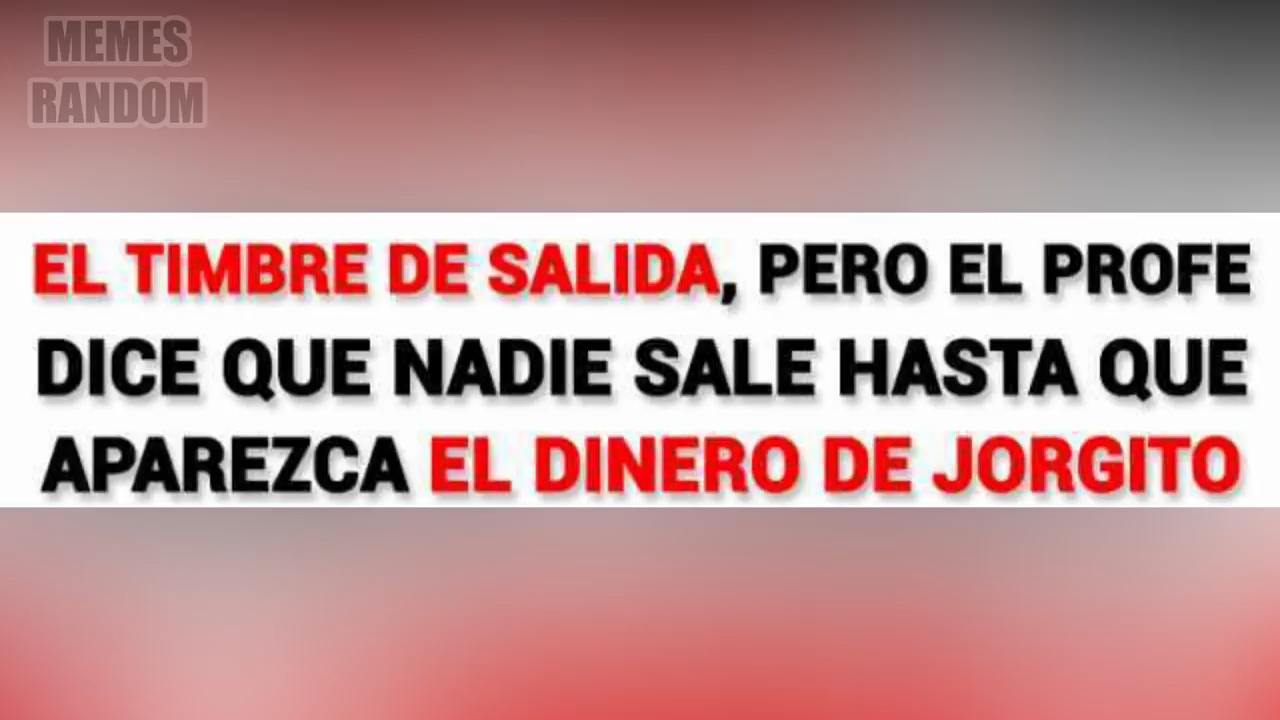 MEMES
RANDOM
EL TIMBRE DE SALIDA, PERO EL PROFE
DICE QUE NADIE SALE HASTA QUE
APAREZCA EL DINERO DE JORGITO